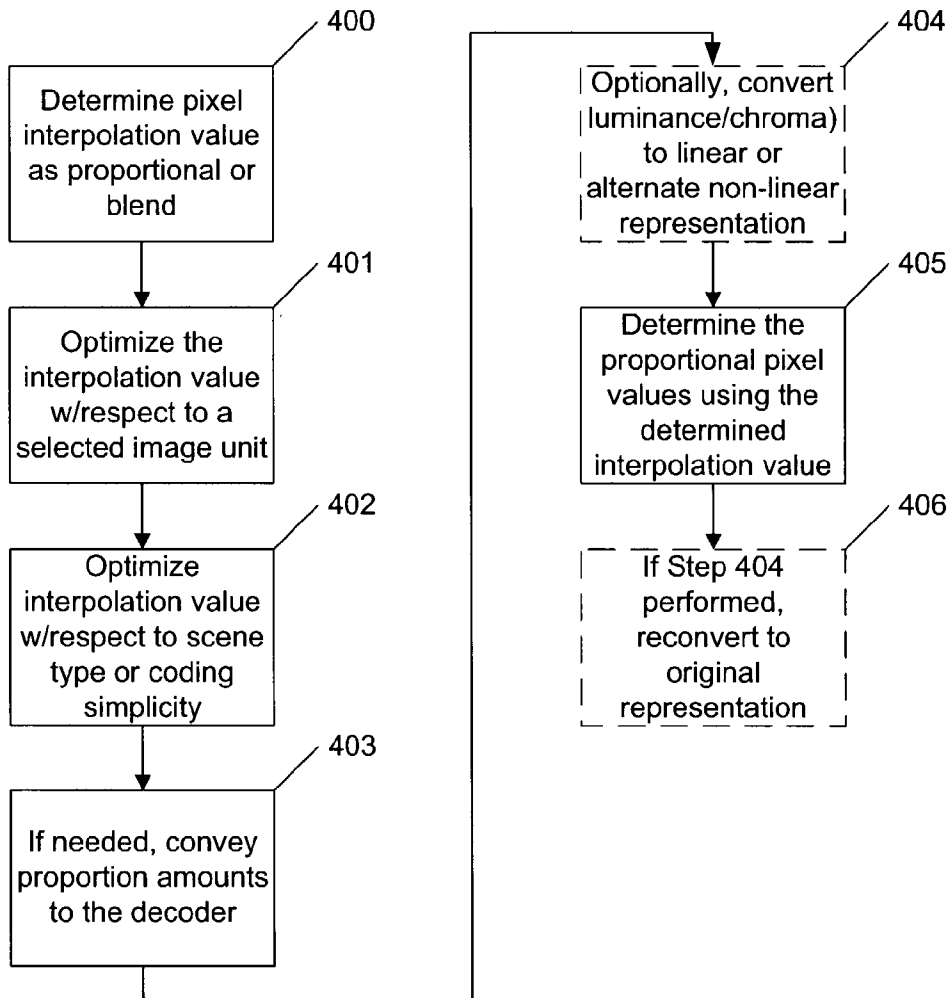 400
Determine pixel
interpolation value
as proportional or
blend
401
Optimize the
interpolation value
w/respect to a
selected image unit
402
Optimize
interpolation value
w/respect to scene
type or coding
simplicity
403
If needed, convey
proportion amounts
to the decoder
404
Optionally, convert
luminance/chroma)
to linear or
alternate non-linear
representation
405
Determine the
proportional pixel
values using the
determined
interpolation value
406
If Step 404
performed,
reconvert to
original
representation